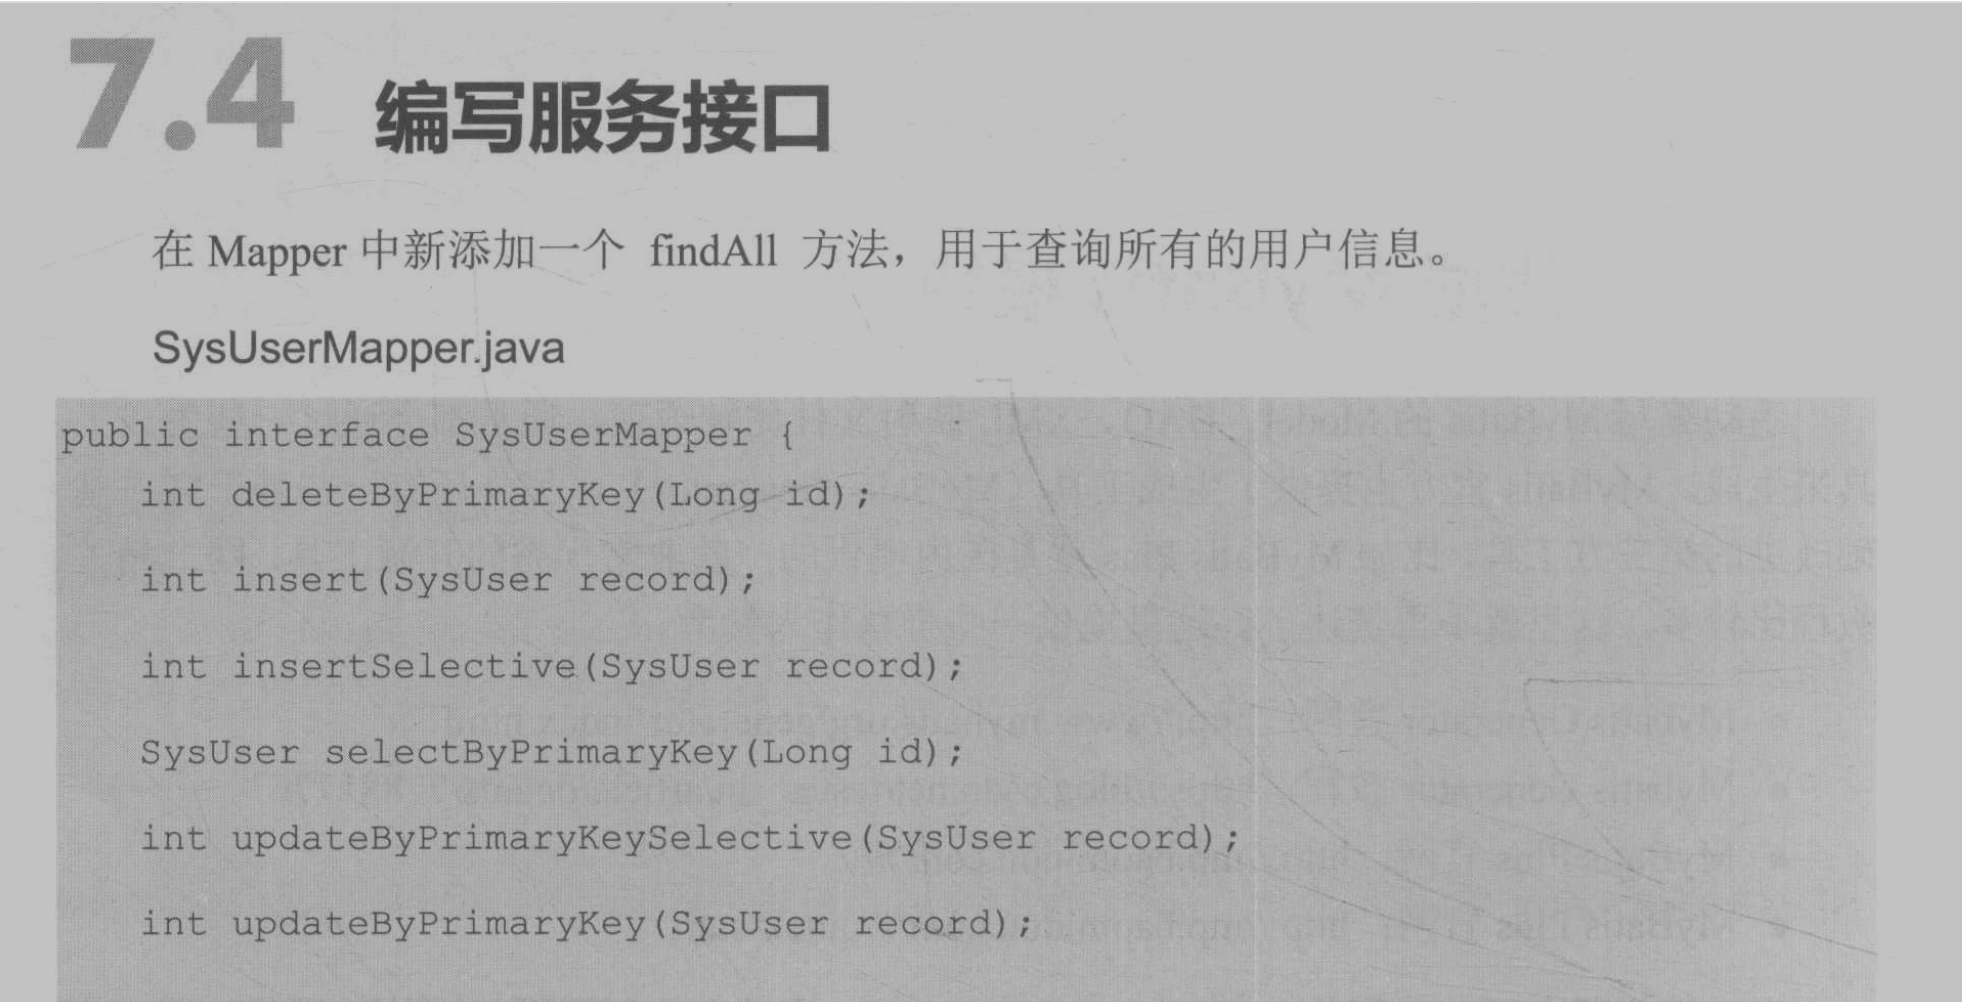 7.4 编写服务接口
在 Mapper 中新添加一个 findAll 方法，用于查询所有的用户信息。
SysUserMapper.java
public interface SysUserMapper {
int deleteByPrimaryKey(Long id);
int insert(SysUser record);
int insertSelective(SysUser record);
SysUser selectByPrimaryKey(Long id);
int updateByPrimaryKeySelective(SysUser record);
int updateByPrimaryKey(SysUser record);